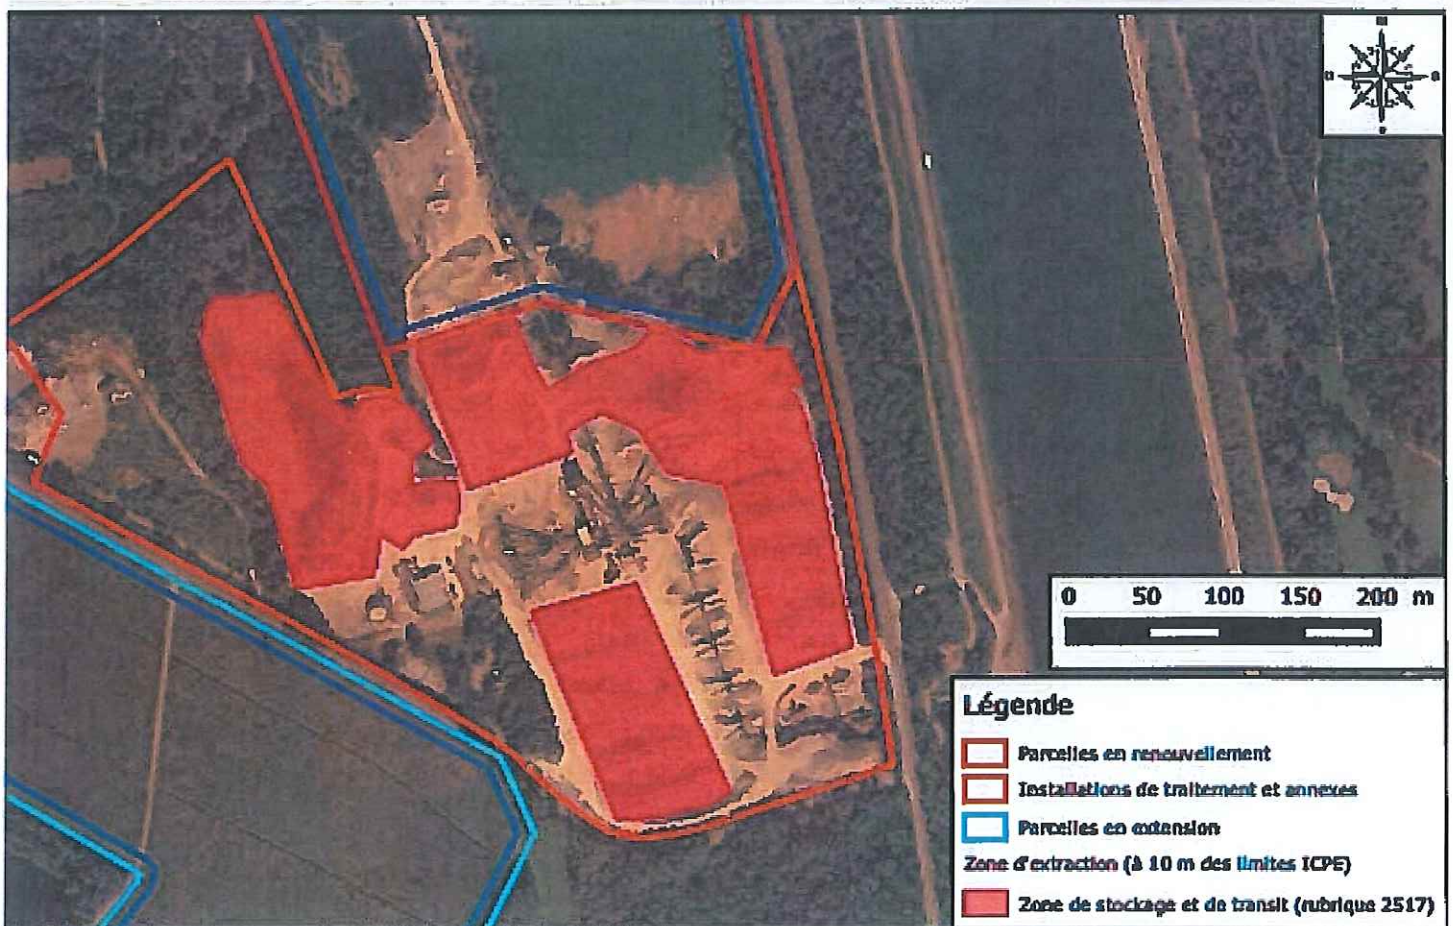 0 50 100 150 200 m
Légende
Parcelles en renouvellement
Installations de traitement et annexes
Parcelles en extension
Zone d'extraction (à 10 m des limites ICPE)
Zone de stockage et de transit (rubrique 2517)